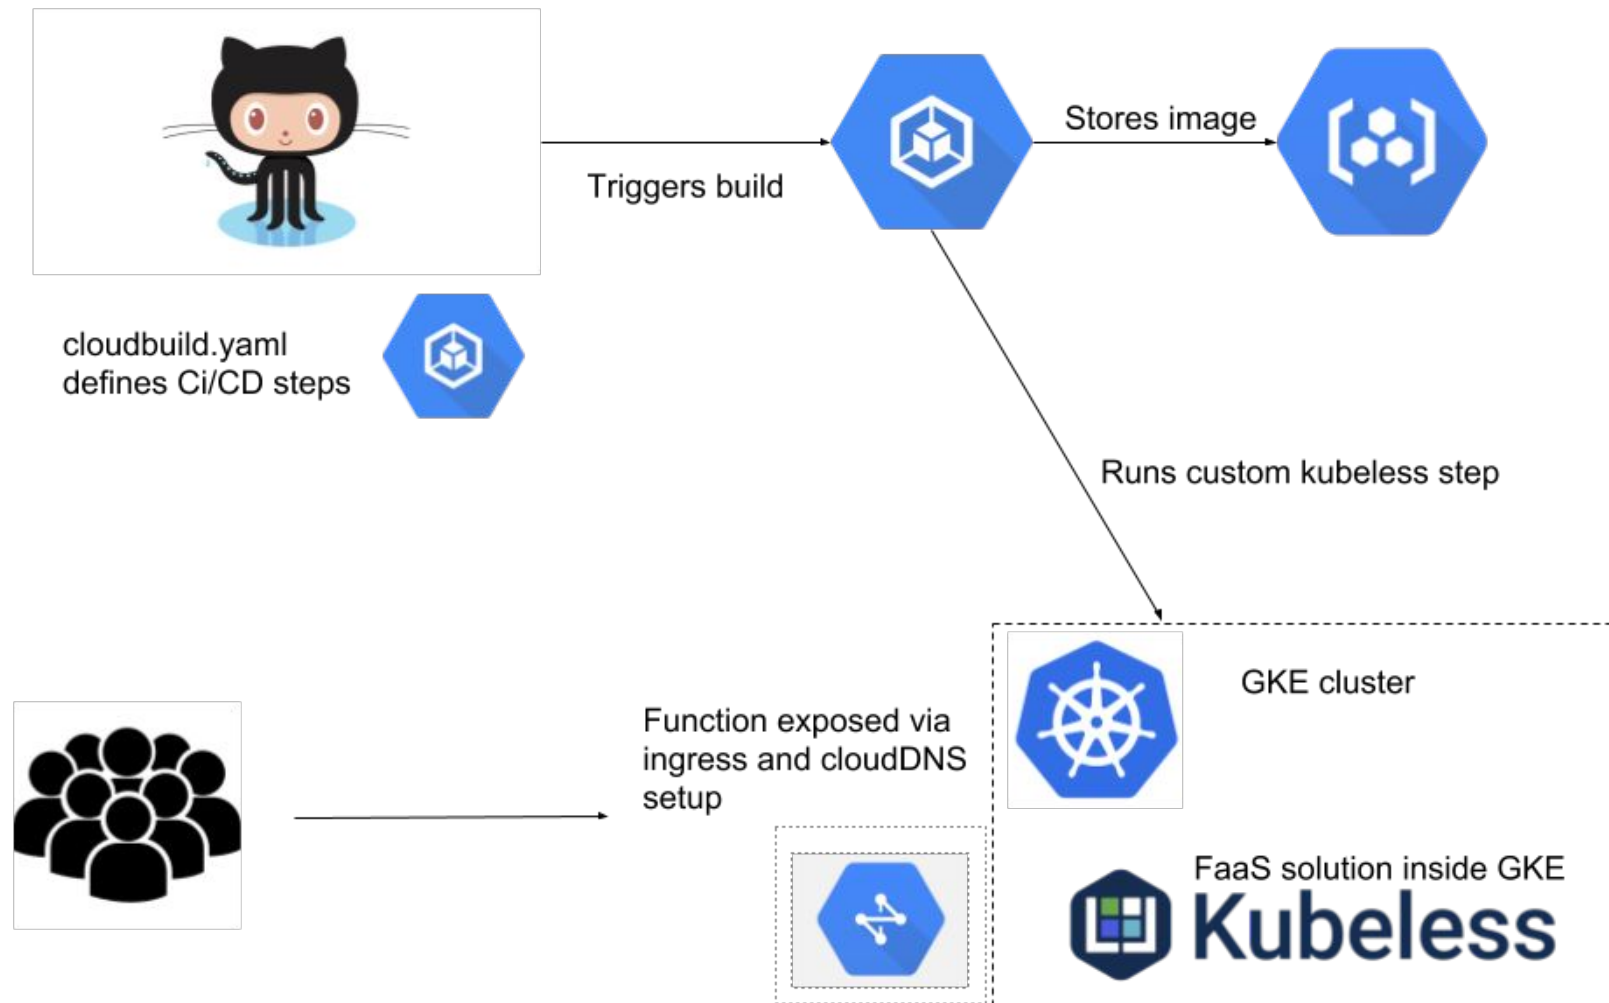 Stores image
Triggers build
cloudbuild.yaml
defines Ci/CD steps
Runs custom kubeless step
GKE cluster
Function exposed via
ingress and cloudDNS
setup
FaaS solution inside GKE
Kubeless